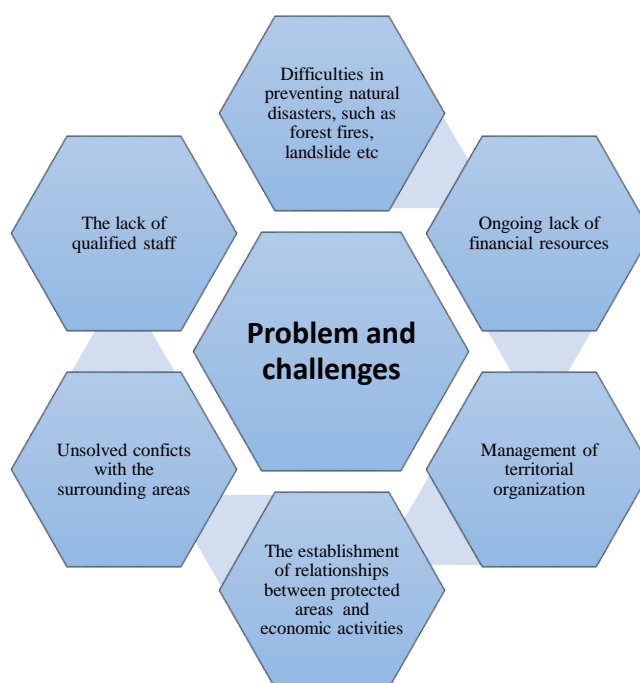 Difficulties in
preventing natural
disasters, such as
forest fires,
landslide etc
The lack of
qualified staff
Ongoing lack of
financial resources
Problem and
challenges
Unsolved conficts
with the
surrounding areas
Management of
territorial
organization
The establishment
of relationships
between protected
areas and
economic activities